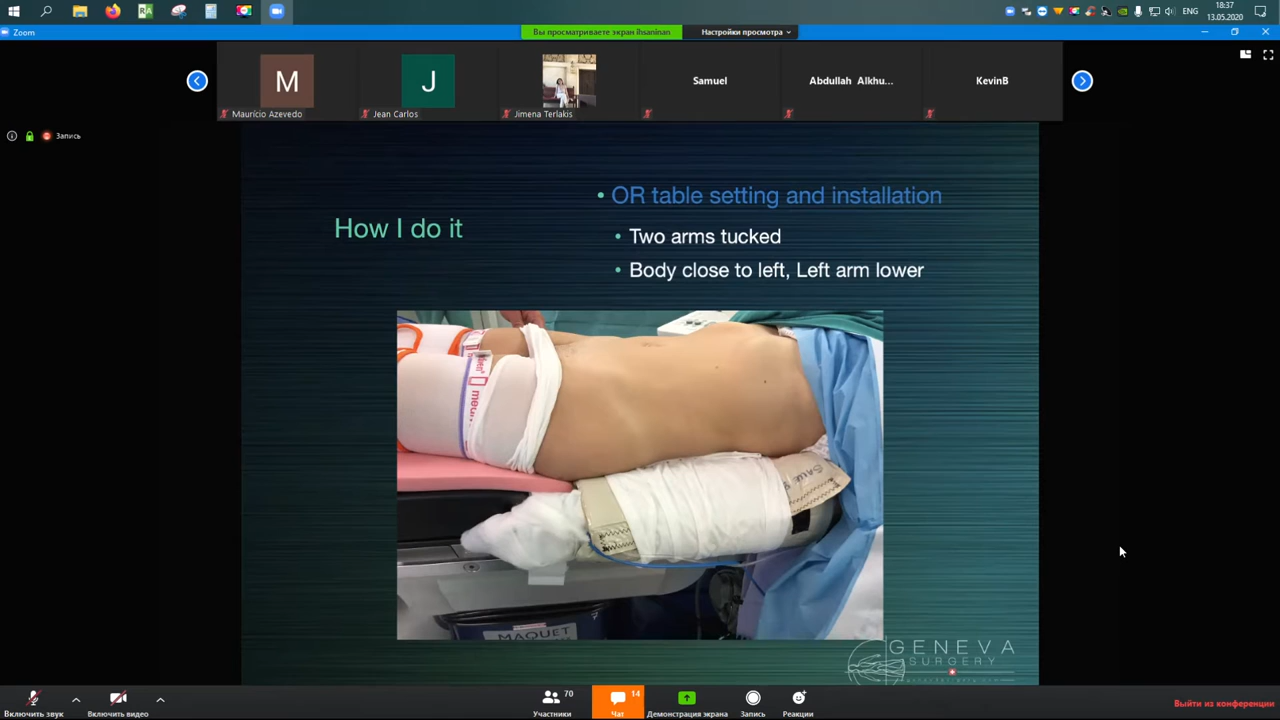 18:37
ENG
13.05.2020
Zoom
Вы просматриваете экран ihsaninan
Настройки просмотра
M
J
Samuel
Abdullah Alkhu...
KevinB
Maurício Azevedo
Jean Carlos
Jimena Terlakis
Запись
• OR table setting and installation
How I do it
• Two arms tucked
• Body close to left, Left arm lower
MAQUET
GENEVA
SURGERY
70
14
Включить звук
Включить видео
Участники
Чат
Демонстрация экрана
Запись
Реакции
Выйти из конференции